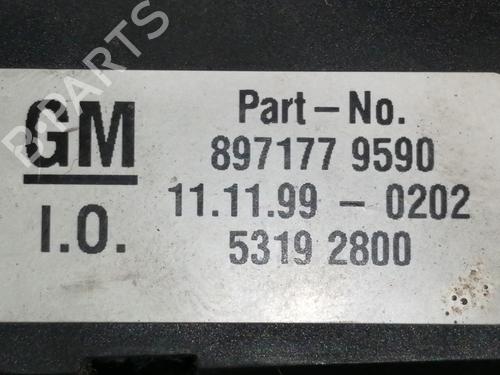 GM
I.O.
Part – No.
897177 9590
11.11.99 – 0202
5319 2800
B-PARTS